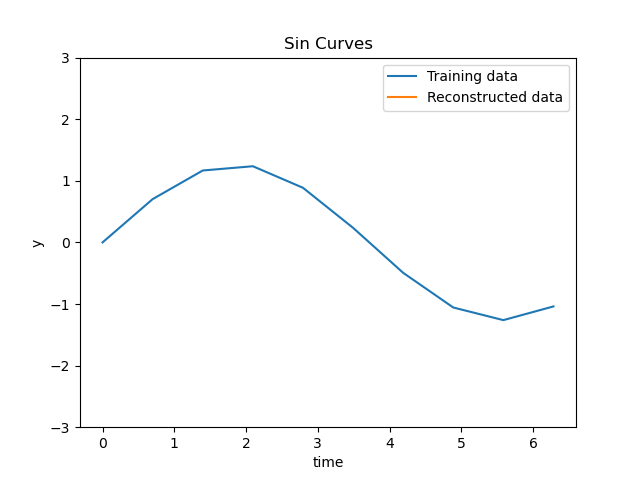 Sin Curves
Training data
Reconstructed data
3
2
1
0
−1
−2
−3
y
0 1 2 3 4 5 6
time